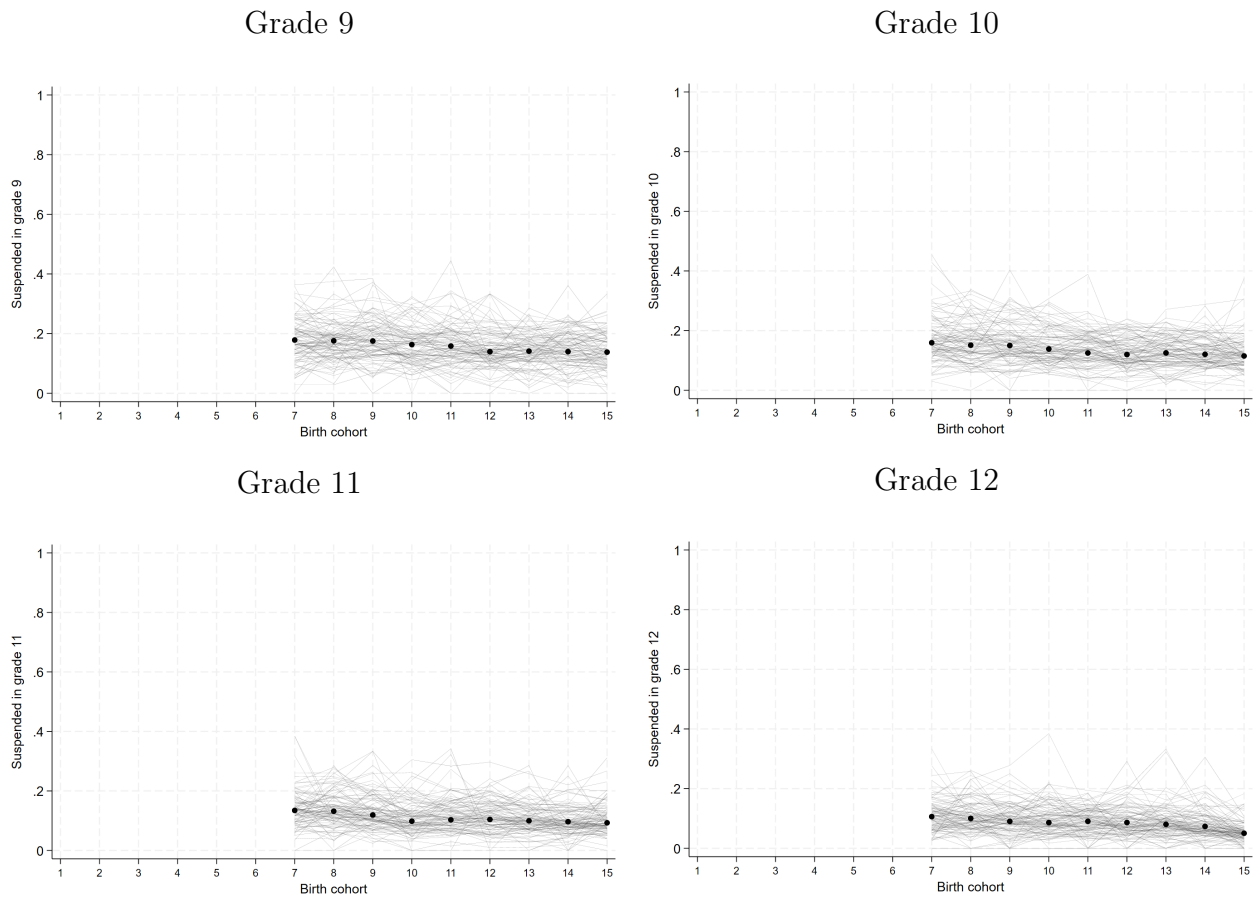 Grade 9
Suspended in grade 9
1
.8
.6
.4
.2
0
1 2 3 4 5 6 7 8 9 10 11 12 13 14 15
Birth cohort
Grade 10
Suspended in grade 10
1
.8
.6
.4
.2
0
1 2 3 4 5 6 7 8 9 10 11 12 13 14 15
Birth cohort
Grade 11
Suspended in grade 11
1
.8
.6
.4
.2
0
1 2 3 4 5 6 7 8 9 10 11 12 13 14 15
Birth cohort
Grade 12
Suspended in grade 12
1
.8
.6
.4
.2
0
1 2 3 4 5 6 7 8 9 10 11 12 13 14 15
Birth cohort